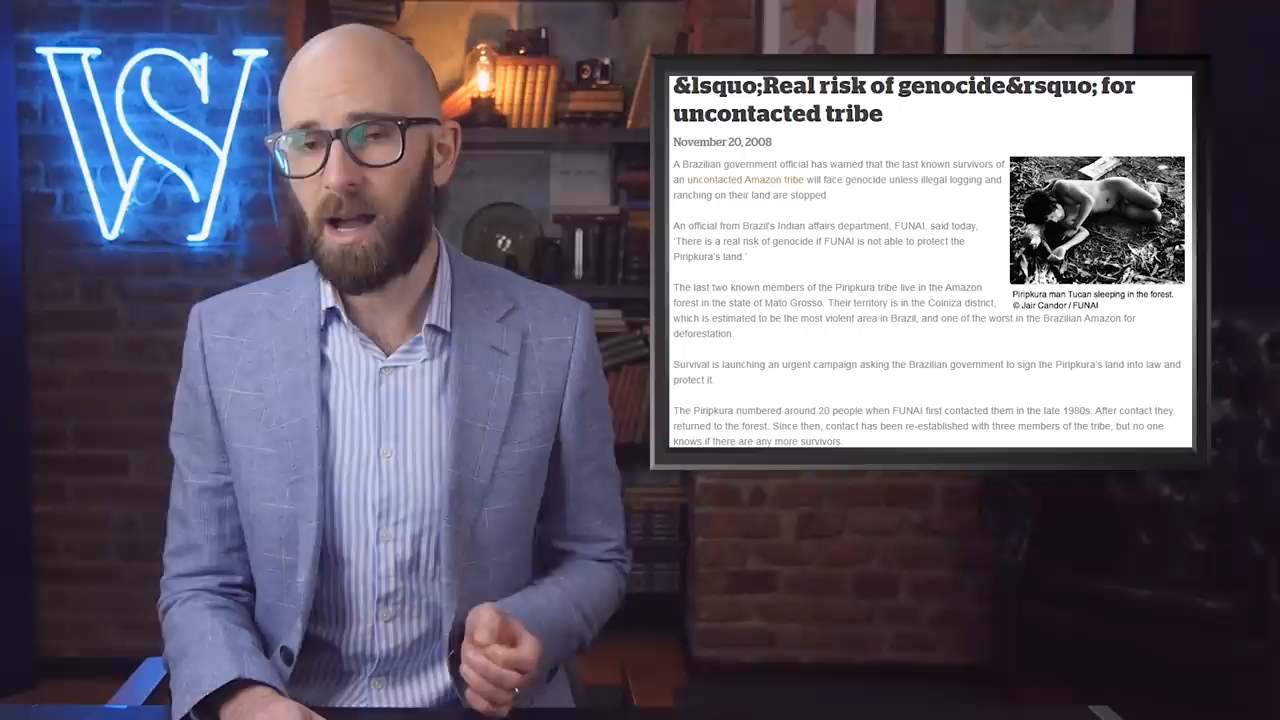 VS
&lsquo;Real risk of genocide&rsquo; for
uncontacted tribe
November 20, 2008
A Brazilian government official has warned that the last known survivors of
an uncontacted Amazon tribe will face genocide unless illegal logging and
ranching on their land are stopped.
An official from Brazil's Indian affairs department, FUNAI, said today,
'There is a real risk of genocide if FUNAI is not able to protect the
Piripkura's land.'
The last two known members of the Piripkura tribe live in the Amazon
forest in the state of Mato Grosso. Their territory is in the Colniza district,
which is estimated to be the most violent area in Brazil, and one of the worst in the Brazilian Amazon for
deforestation.
Piripkura man Tucan sleeping in the forest.
© Jair Candor / FUNAI
Survival is launching an urgent campaign asking the Brazilian government to sign the Piripkura's land into law and
protect it.
The Piripkura numbered around 20 people when FUNAI first contacted them in the late 1980s. After contact they
returned to the forest. Since then, contact has been re-established with three members of the tribe, but no one
knows if there are any more survivors.